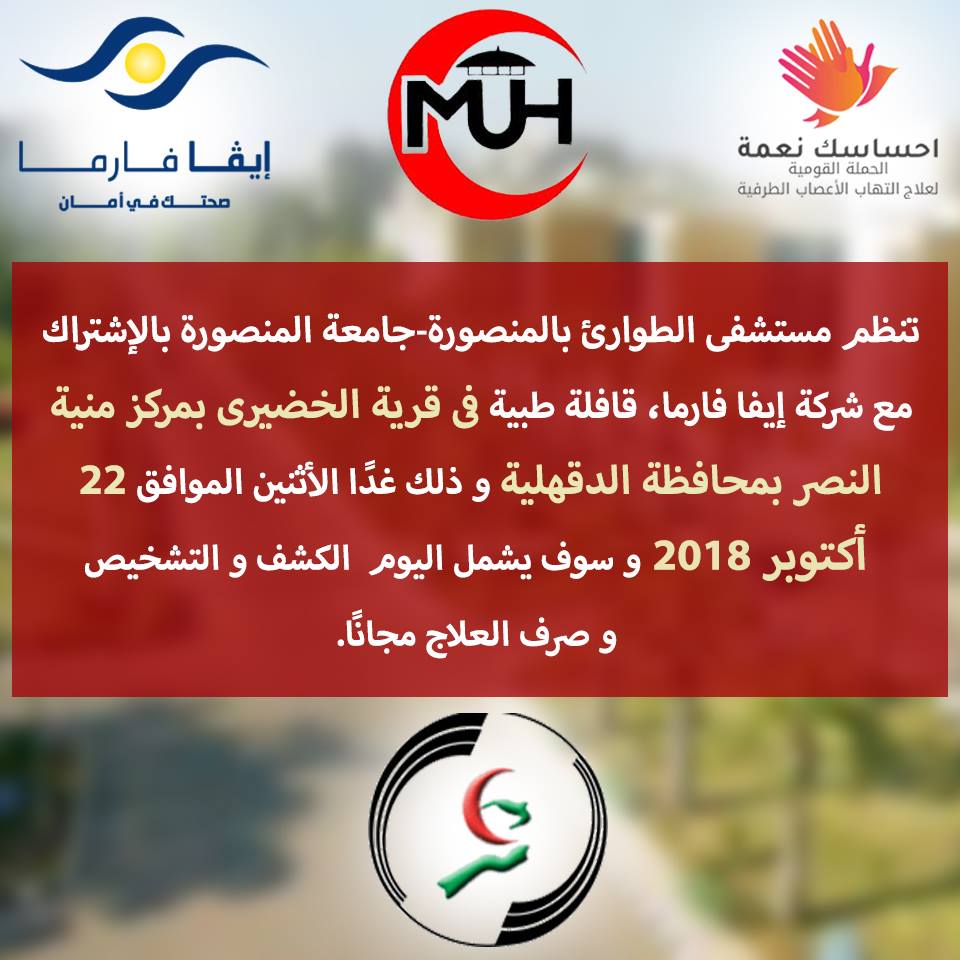 إيڤا فارما
صحتك في أمان
MUH
احساسك نعمة
الحملة القومية
لعلاج التهاب الأعصاب الطرفية
تنظم مستشفى الطوارئ بالمنصورة-جامعة المنصورة بالإشتراك
مع شركة إيفا فارما، قافلة طبية فى قرية الخضيرى بمركز منية
النصر بمحافظة الدقهلية و ذلك غدًا الأثنين الموافق 22
أكتوبر 2018 و سوف يشمل اليوم الكشف و التشخيص
و صرف العلاج مجانًا.